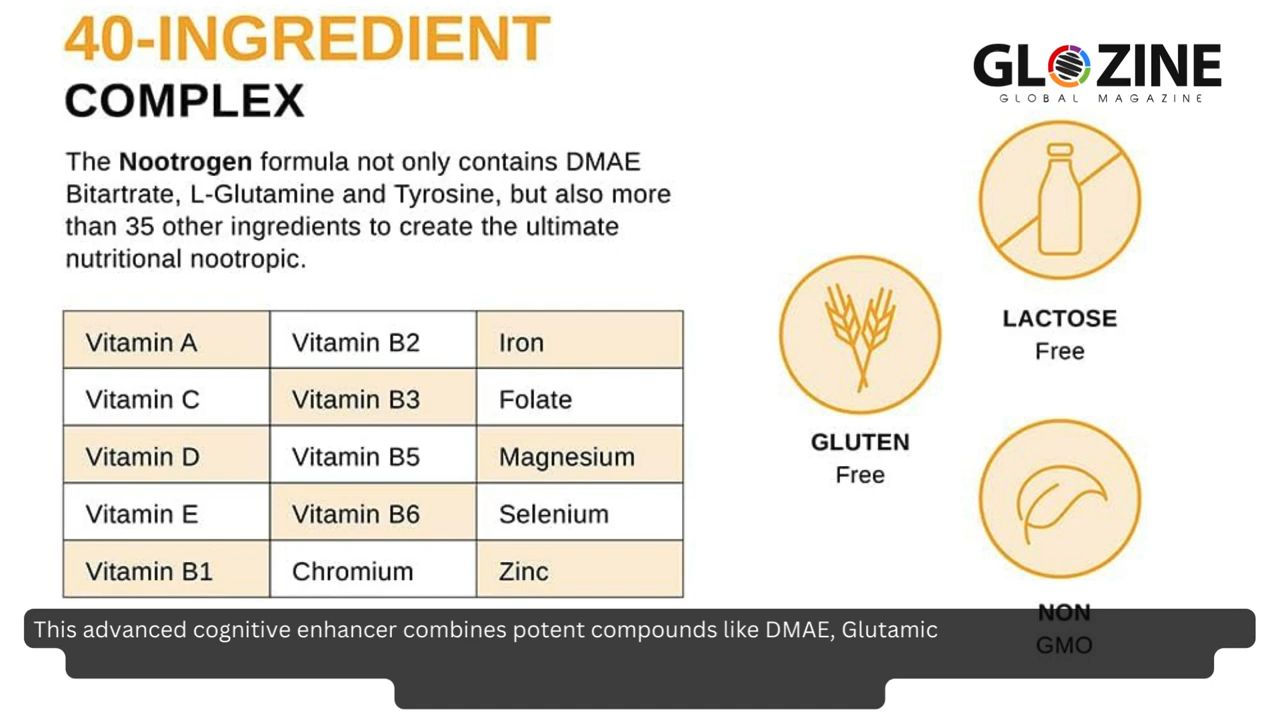 40-INGREDIENT
COMPLEX
The Nootrogen formula not only contains DMAE
Bitartrate, L-Glutamine and Tyrosine, but also more
than 35 other ingredients to create the ultimate
nutritional nootropic.
Vitamin A Vitamin B2 Iron
Vitamin C Vitamin B3 Folate
Vitamin D Vitamin B5 Magnesium
Vitamin E Vitamin B6 Selenium
Vitamin B1 Chromium Zinc
GLOZINE
GLOBAL MAGAZINE
LACTOSE
Free
GLUTEN
Free
NON
GMO
This advanced cognitive enhancer combines potent compounds like DMAE, Glutamic